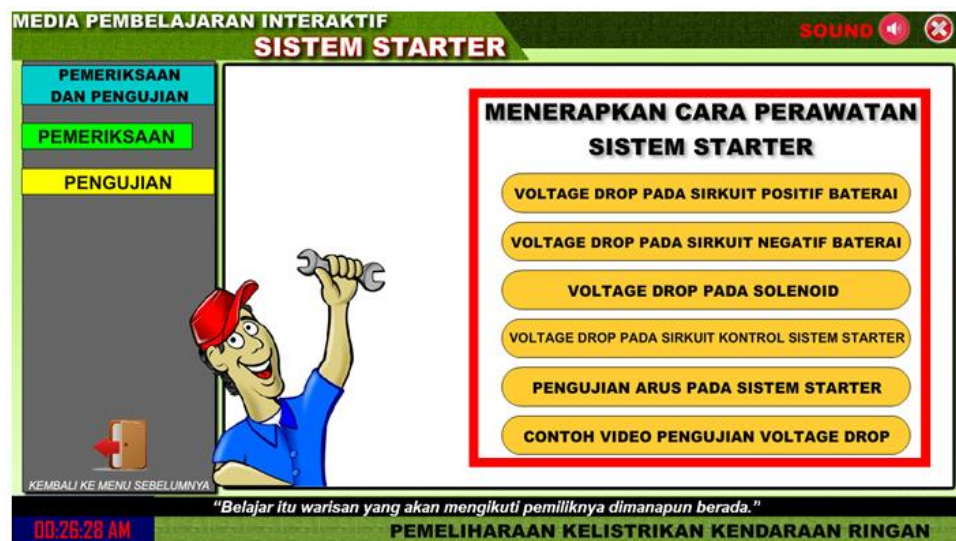 MEDIA PEMBELAJARAN INTERAKTIF
SISTEM STARTER
SOUND
PEMERIKSAAN
DAN PENGUJIAN
PEMERIKSAAN
PENGUJIAN
MENERAPKAN CARA PERAWATAN
SISTEM STARTER
VOLTAGE DROP PADA SIRKUIT POSITIF BATERAI
VOLTAGE DROP PADA SIRKUIT NEGATIF BATERAI
VOLTAGE DROP PADA SOLENOID
VOLTAGE DROP PADA SIRKUIT KONTROL SISTEM STARTER
PENGUJIAN ARUS PADA SISTEM STARTER
CONTOH VIDEO PENGUJIAN VOLTAGE DROP
KEMBALI KE MENU SEBELUMNYA
“Belajar itu warisan yang akan mengikuti pemiliknya dimanapun berada.”
00:26:28 AM
PEMELIHARAAN KELISTRIKAN KENDARAAN RINGAN